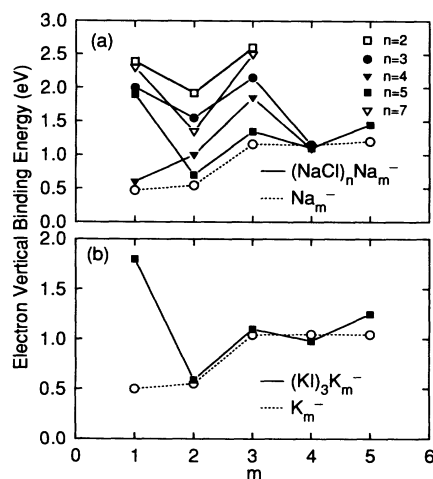 Electron Vertical Binding Energy (eV)
(a)
3.0
2.5
2.0
1.5
1.0
0.5
0.0
n=2
n=3
n=4
n=5
n=7
(NaCl)ₙNaₘ⁻
Naₘ⁻
(b)
2.0
1.5
1.0
0.5
0.0
(KI)₃Kₘ⁻
Kₘ⁻
0 1 2 3 4 5 6
m